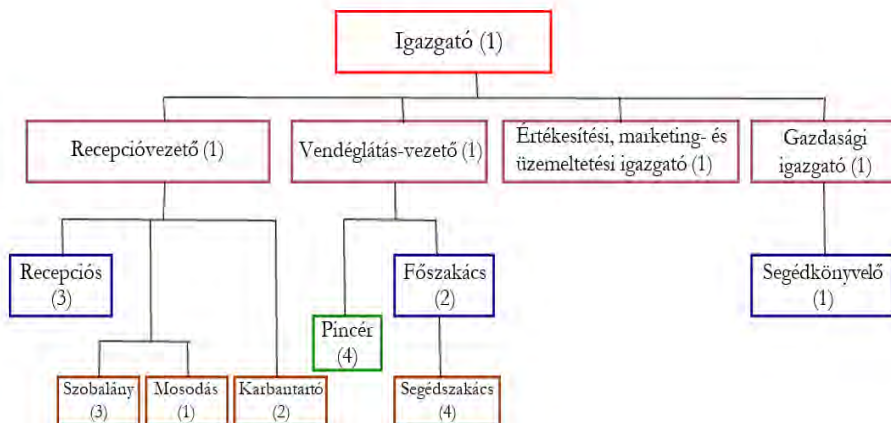 Igazgató (1)
Recepcióvezető (1)
Vendéglátás-vezető (1)
Értékesítési, marketing- és
üzemeltetési igazgató (1)
Gazdasági
igazgató (1)
Recepciós
(3)
Főszakács
(2)
Segédkönyvelő
(1)
Pincér
(4)
Szobalány
(3)
Mosodás
(1)
Karbantartó
(2)
Segédszakács
(4)